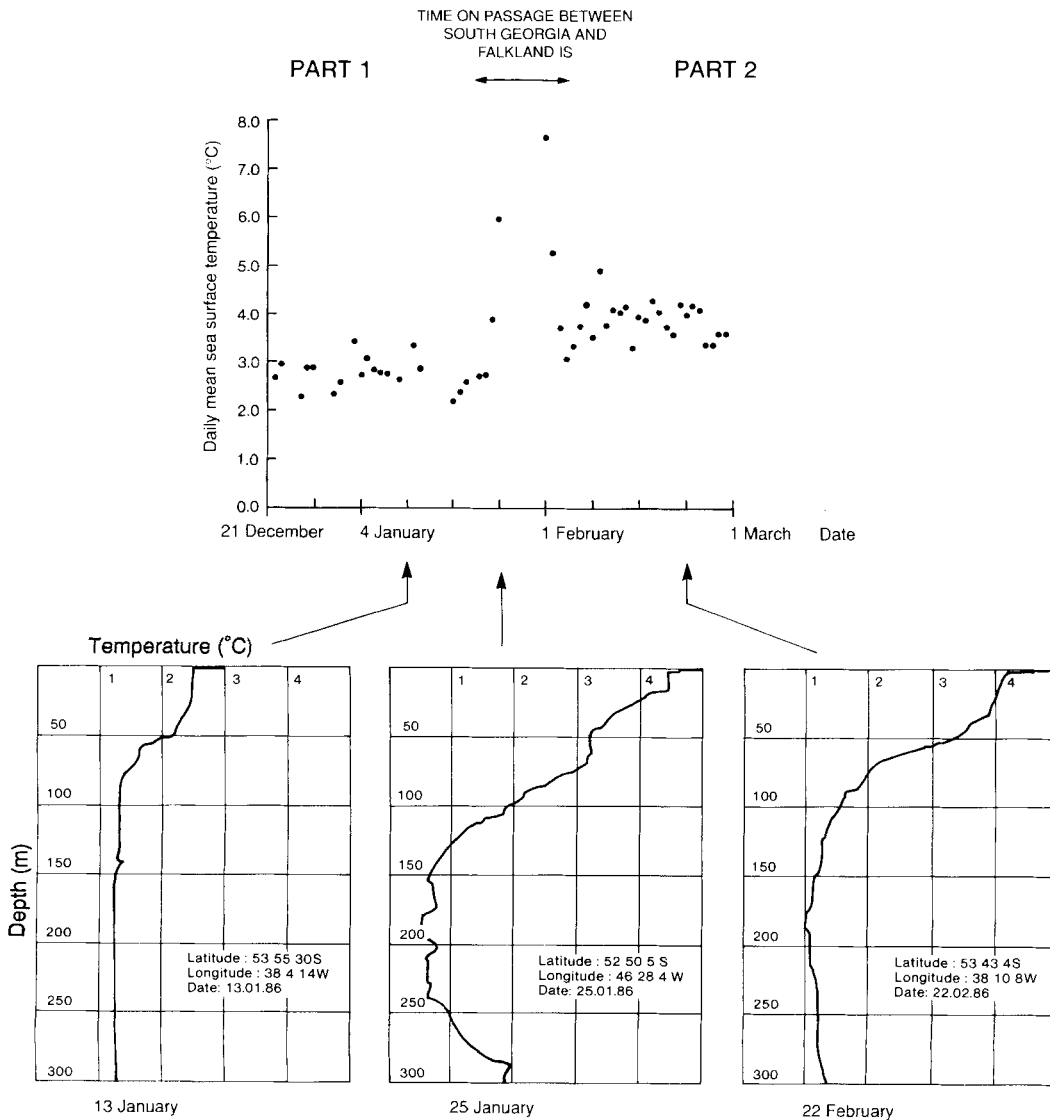 TIME ON PASSAGE BETWEEN
SOUTH GEORGIA AND
FALKLAND IS
PART 1
PART 2
Daily mean sea surface temperature (°C)
8.0
7.0
6.0
5.0
4.0
3.0
2.0
1.0
0.0
21 December
4 January
1 February
1 March
Date
Temperature (°C)
Depth (m)
1 2 3 4
50
100
150
200
250
300
Latitude : 53 55 30S
Longitude : 38 4 14W
Date: 13.01.86
13 January
1 2 3 4
50
100
150
200
250
300
Latitude : 52 50 5 S
Longitude : 46 28 4 W
Date: 25.01.86
25 January
1 2 3 4
50
100
150
200
250
300
Latitude : 53 43 4S
Longitude : 38 10 8W
Date: 22.02.86
22 February